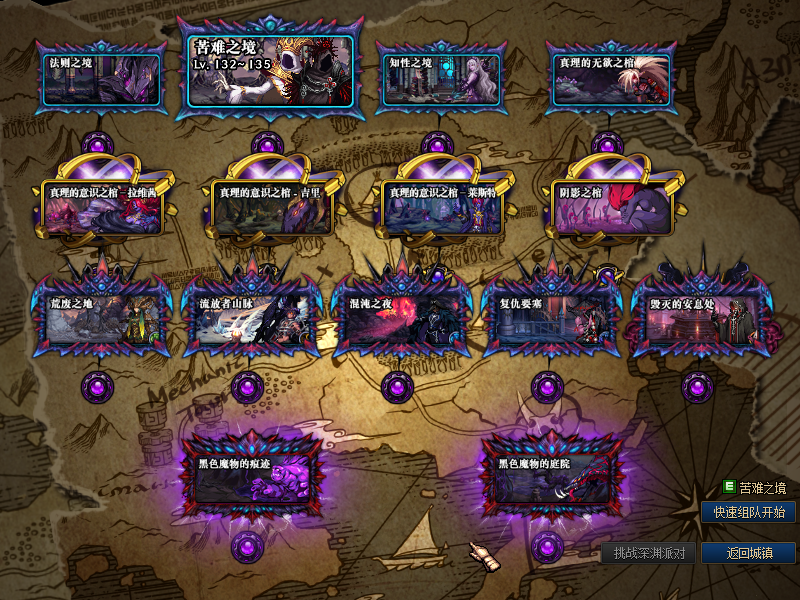 法则之境
苦难之境
Lv. 132~ 135
知性之境
真理的无欲之棺
真理的意识之棺 - 拉维茜
真理的意识之棺 - 吉里
真理的意识之棺 - 莱斯特
阴影之棺
荒废之地
流放者山脉
混沌之夜
复仇要塞
毁灭的安息处
Mechanic
黑色魔物的痕迹
黑色魔物的庭院
E 苦难之境
快速组队开始
挑战深渊派对
返回城镇